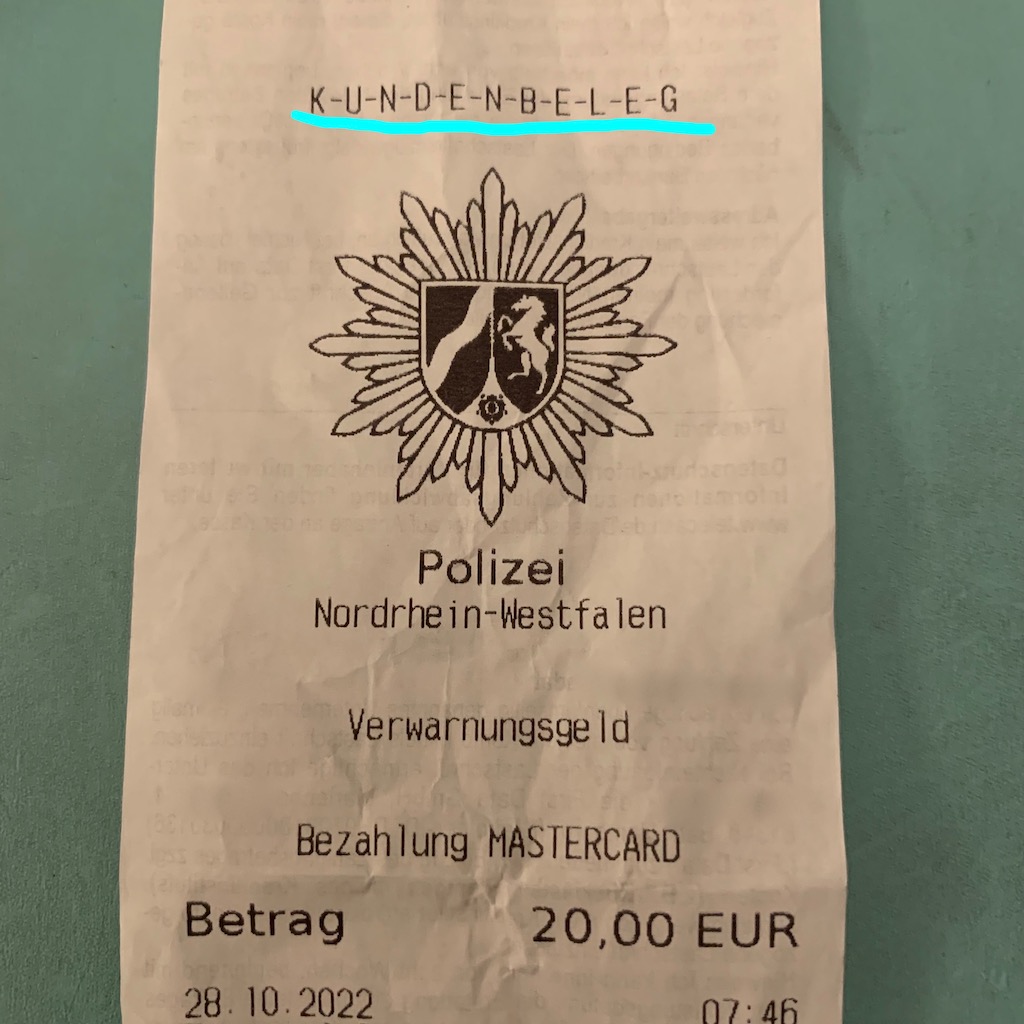 K-U-N-D-E-N-B-E-L-E-G
Polizei
Nordrhein-Westfalen
Verwarnungsgeld
Bezahlung MASTERCARD
Betrag 20,00 EUR
28.10.2022 07:46